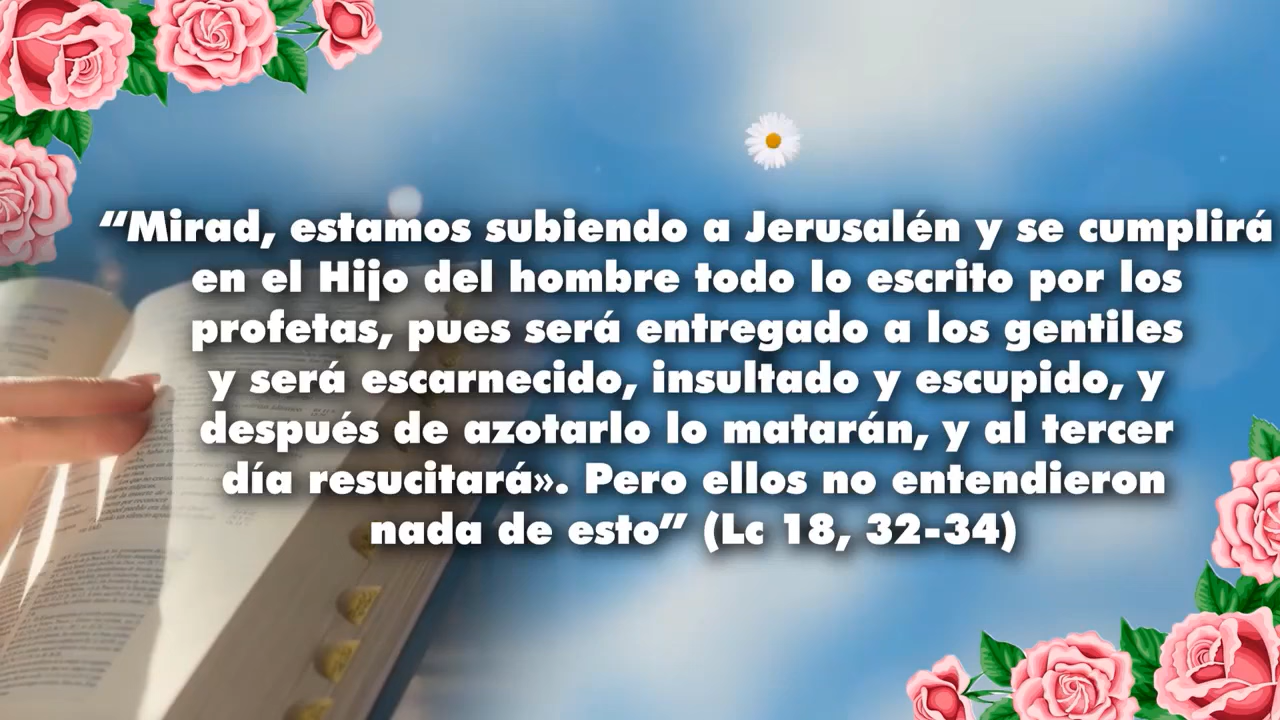 “Mirad, estamos subiendo a Jerusalén y se cumplirá
en el Hijo del hombre todo lo escrito por los
profetas, pues será entregado a los gentiles
y será escarnecido, insultado y escupido, y
después de azotarlo lo matarán, y al tercer
día resucitará». Pero ellos no entendieron
nada de esto” (Lc 18, 32-34)